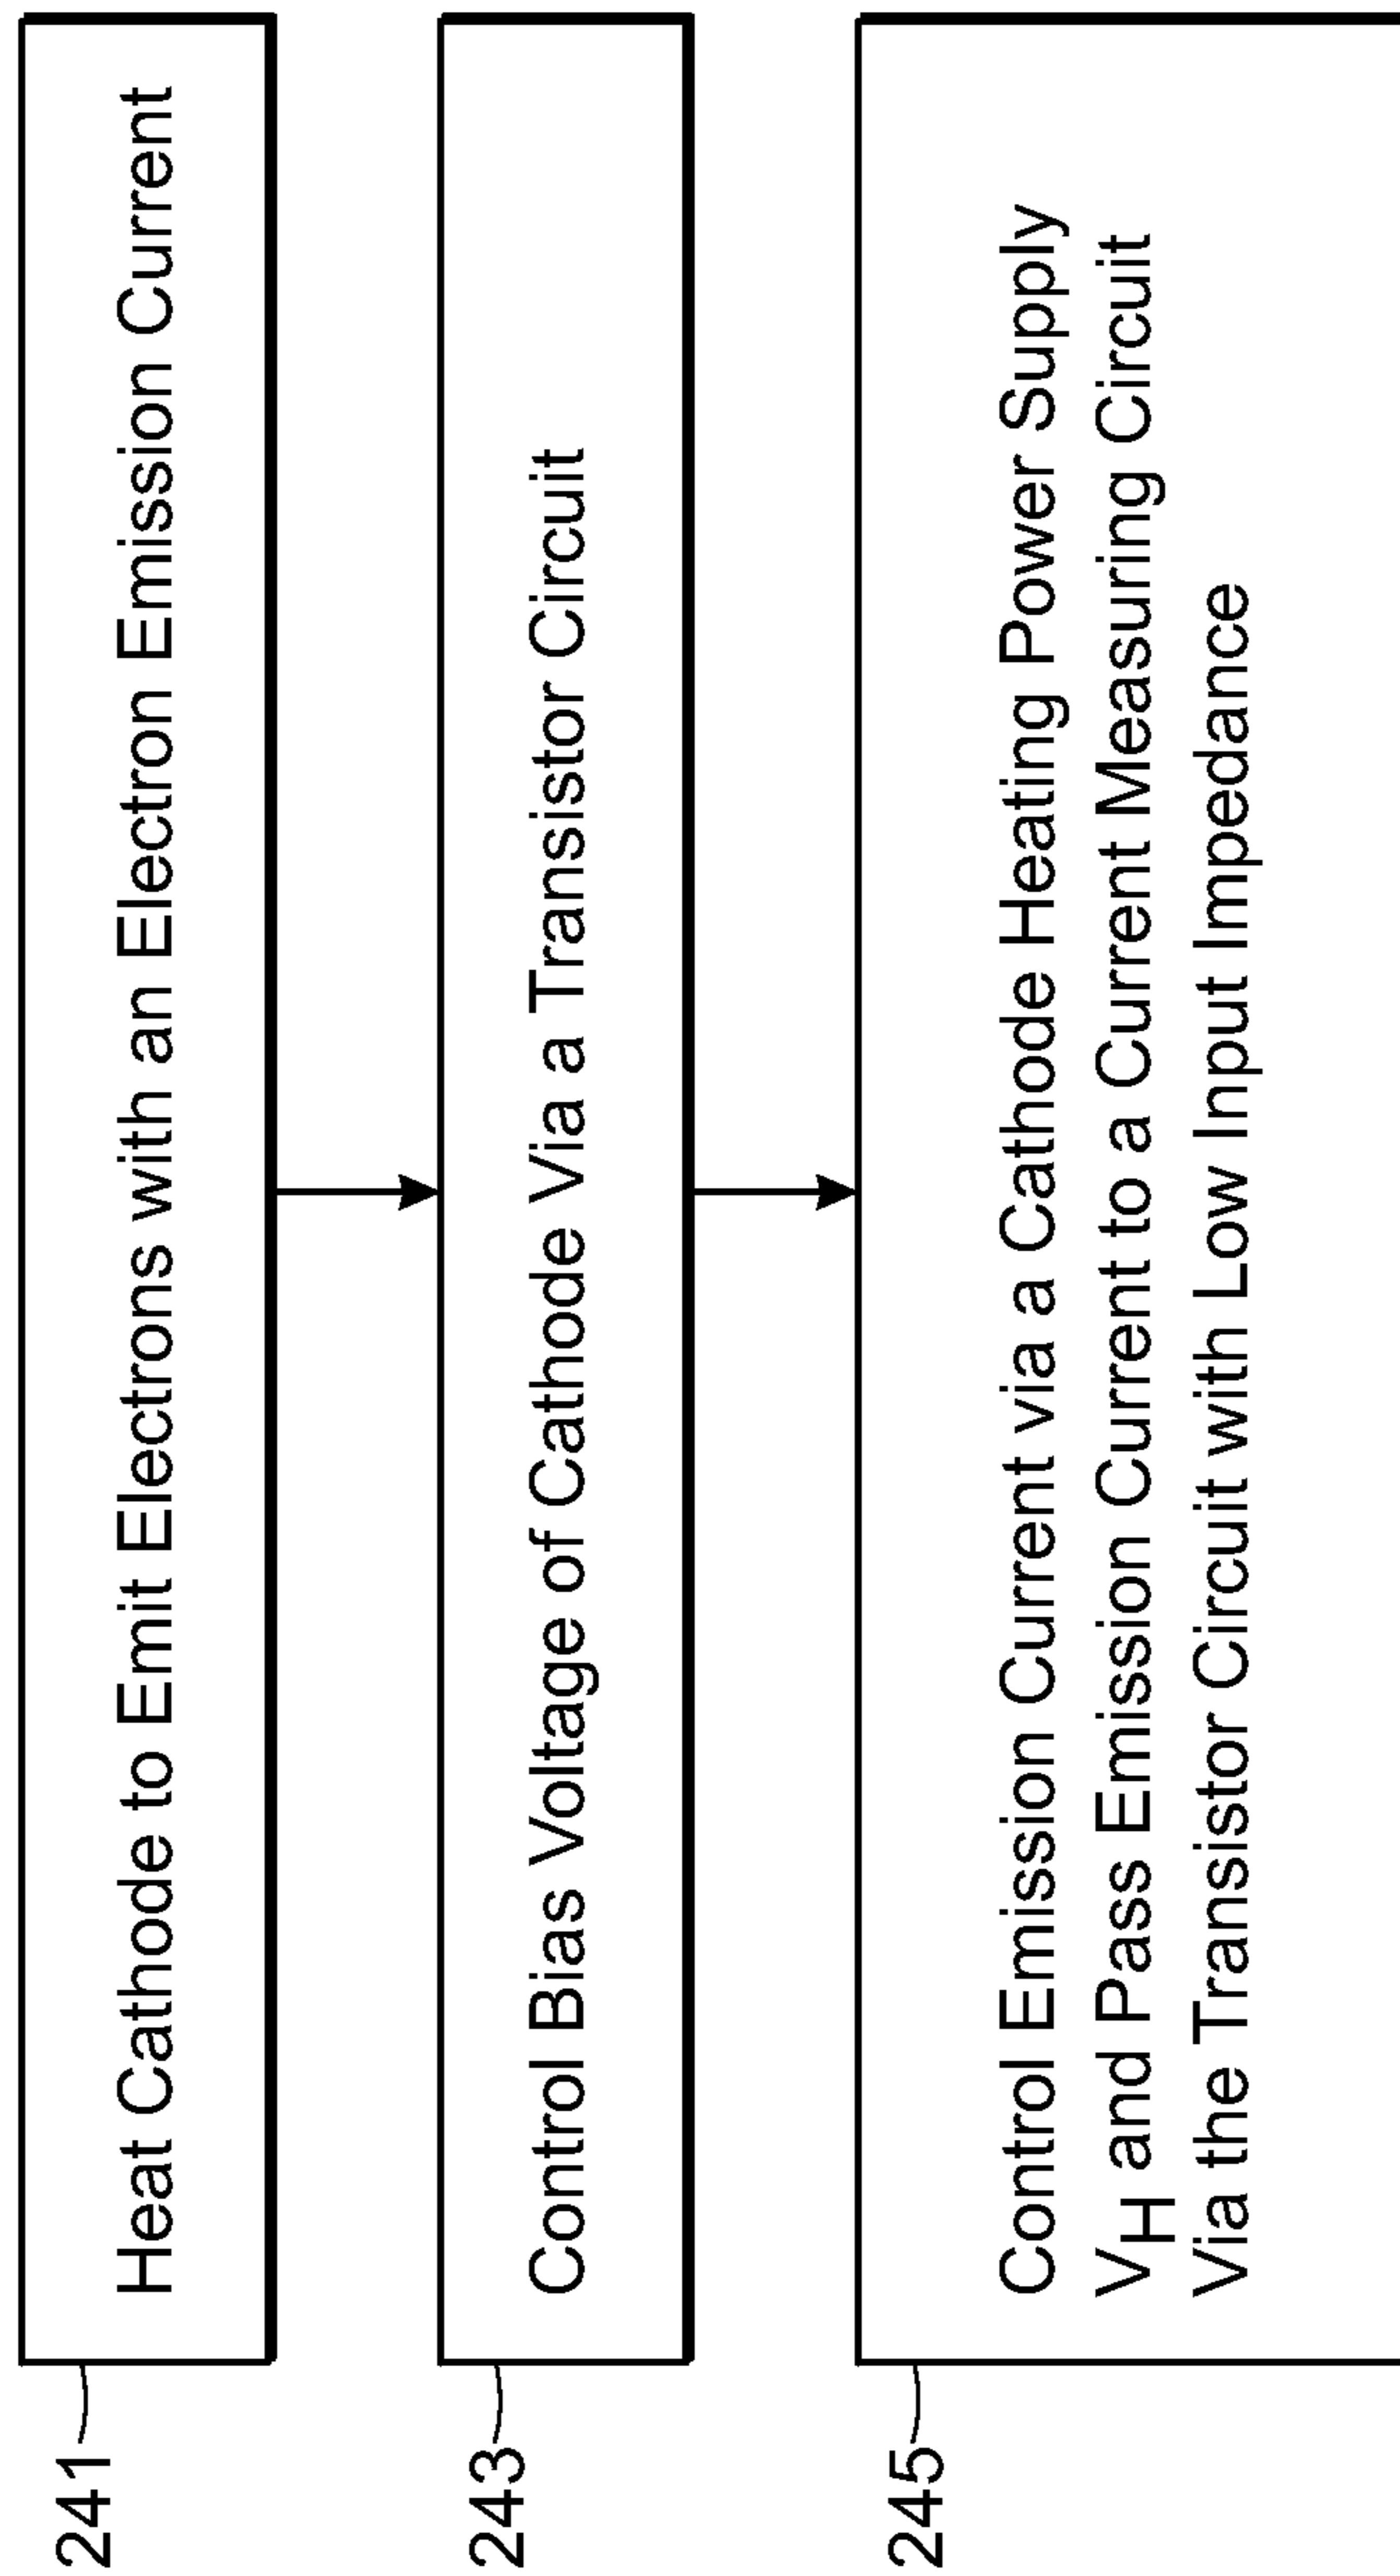 241
Heat Cathode to Emit Electrons with an Electron Emission Current
243
Control Bias Voltage of Cathode Via a Transistor Circuit
245
Control Emission Current via a Cathode Heating Power Supply
VH and Pass Emission Current to a Current Measuring Circuit
Via the Transistor Circuit with Low Input Impedance